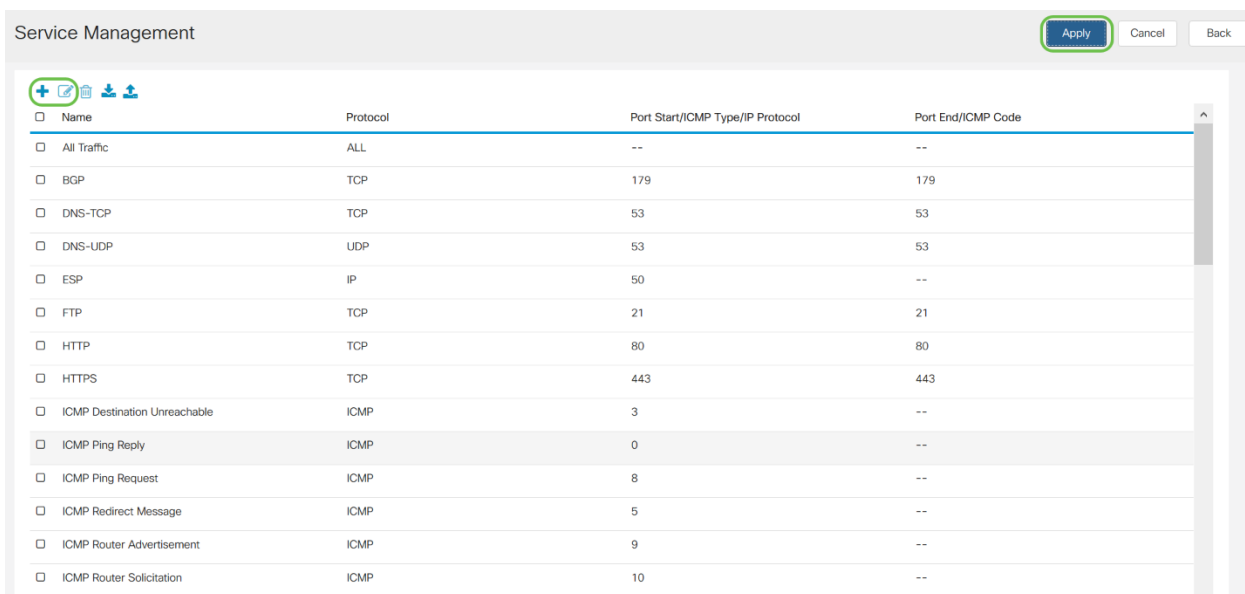 Service Management Apply Cancel Back
Name Protocol Port Start/ICMP Type/IP Protocol Port End/ICMP Code
All Traffic ALL -- --
BGP TCP 179 179
DNS-TCP TCP 53 53
DNS-UDP UDP 53 53
ESP IP 50 --
FTP TCP 21 21
HTTP TCP 80 80
HTTPS TCP 443 443
ICMP Destination Unreachable ICMP 3 --
ICMP Ping Reply ICMP 0 --
ICMP Ping Request ICMP 8 --
ICMP Redirect Message ICMP 5 --
ICMP Router Advertisement ICMP 9 --
ICMP Router Solicitation ICMP 10 --